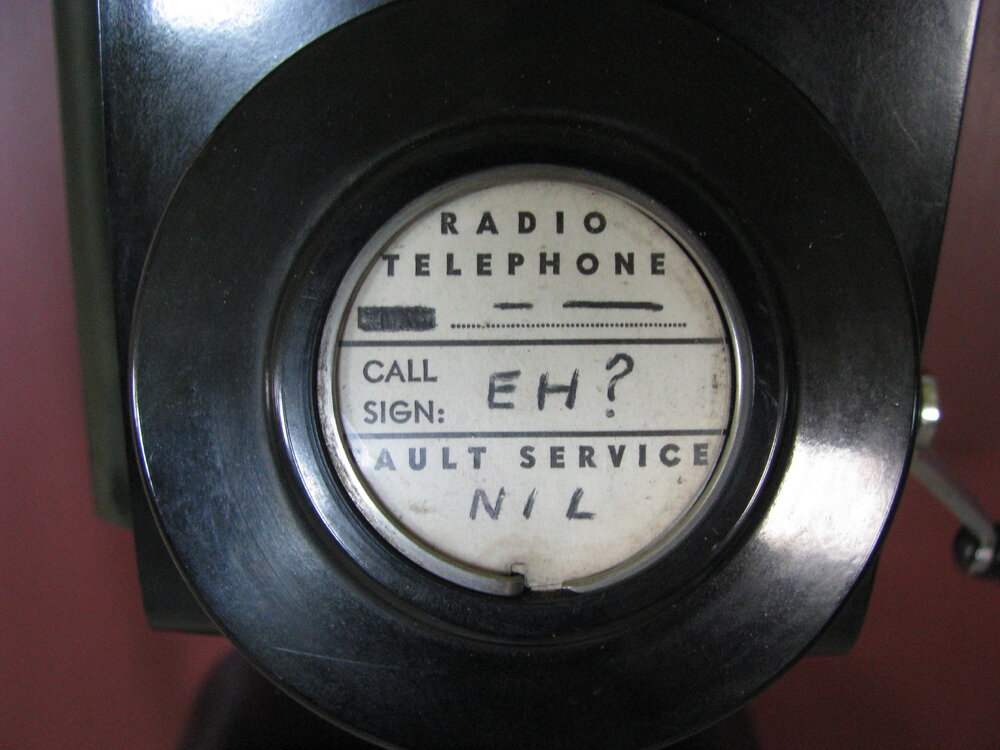 RADIO
TELEPHONE
CALL
SIGN: EH?
AULT SERVICE
NIL